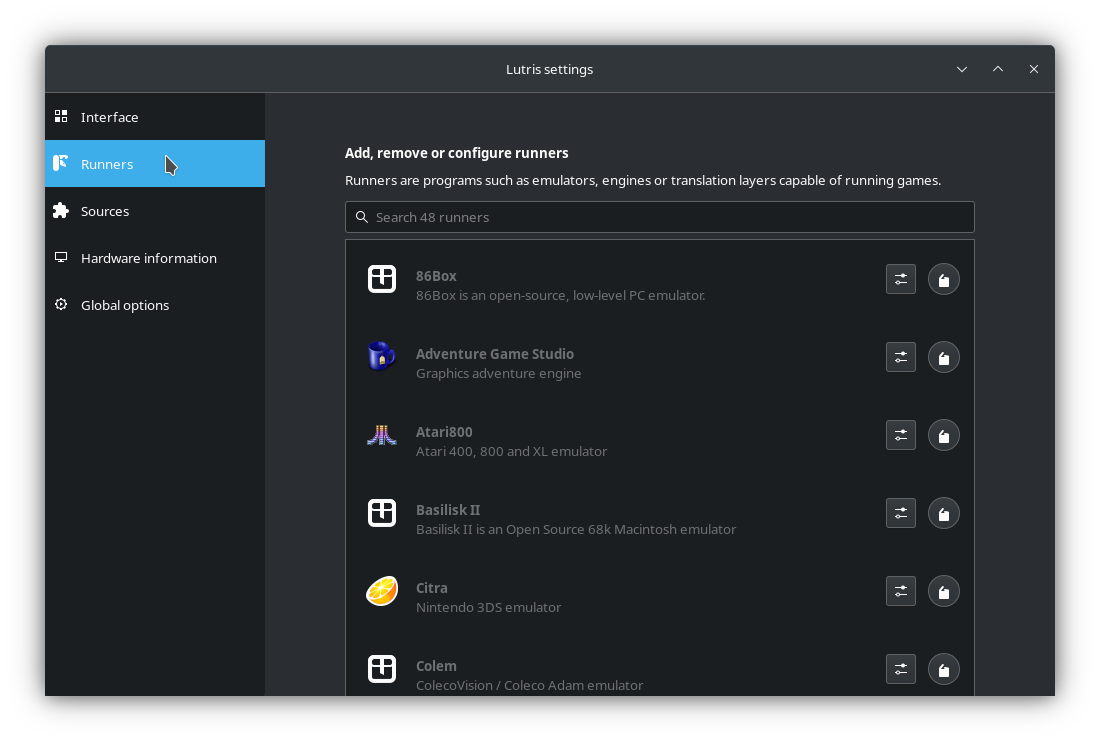 Lutris settings
Interface
Runners
Sources
Hardware information
Global options
Add, remove or configure runners
Runners are programs such as emulators, engines or translation layers capable of running games.
Search 48 runners
86Box
86Box is an open-source, low-level PC emulator.
Adventure Game Studio
Graphics adventure engine
Atari800
Atari 400, 800 and XL emulator
Basilisk II
Basilisk II is an Open Source 68k Macintosh emulator
Citra
Nintendo 3DS emulator
Colem
ColecoVision / Coleco Adam emulator